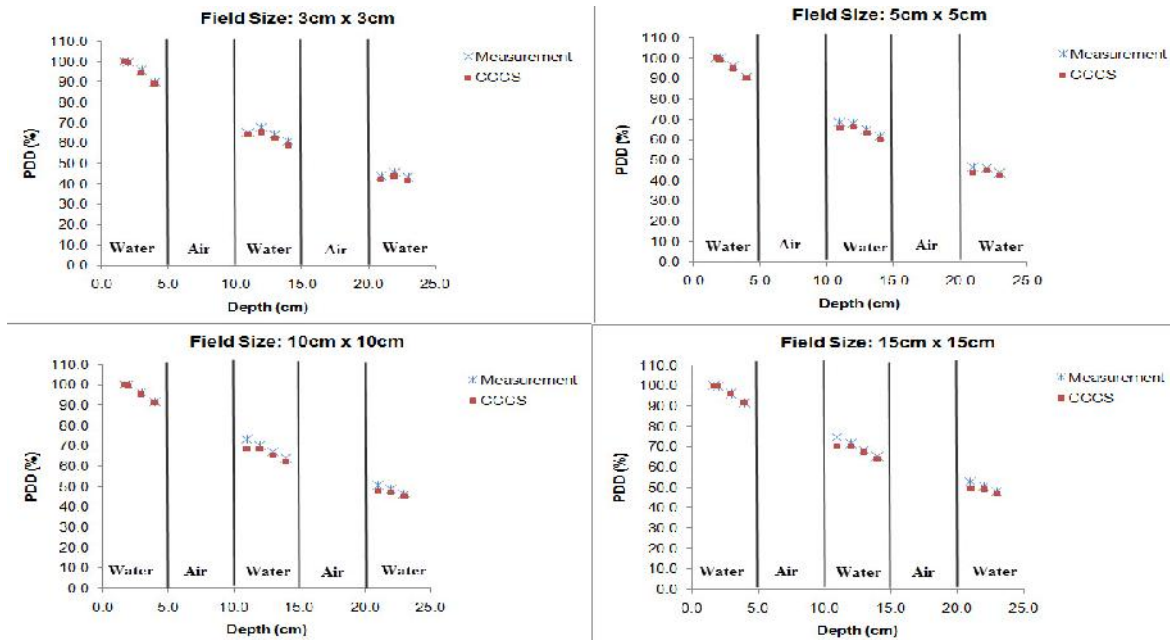 Field Size: 3cm x 3cm
110.0
100.0
90.0
80.0
70.0
60.0
50.0
40.0
30.0
20.0
10.0
0.0
PDD (%)
Water Air Water Air Water
0.0 5.0 10.0 15.0 20.0 25.0
Depth (cm)
Measurement
CCCS
Field Size: 5cm x 5cm
110.0
100.0
90.0
80.0
70.0
60.0
50.0
40.0
30.0
20.0
10.0
0.0
PDD (%)
Water Air Water Air Water
0.0 5.0 10.0 15.0 20.0 25.0
Depth (cm)
Measurement
CCCS
Field Size: 10cm x 10cm
110.0
100.0
90.0
80.0
70.0
60.0
50.0
40.0
30.0
20.0
10.0
0.0
PDD (%)
Water Air Water Air Water
0.0 5.0 10.0 15.0 20.0 25.0
Depth (cm)
Measurement
CCCS
Field Size: 15cm x 15cm
110.0
100.0
90.0
80.0
70.0
60.0
50.0
40.0
30.0
20.0
10.0
0.0
PDD (%)
Water Air Water Air Water
0.0 5.0 10.0 15.0 20.0 25.0
Depth (cm)
Measurement
CCCS